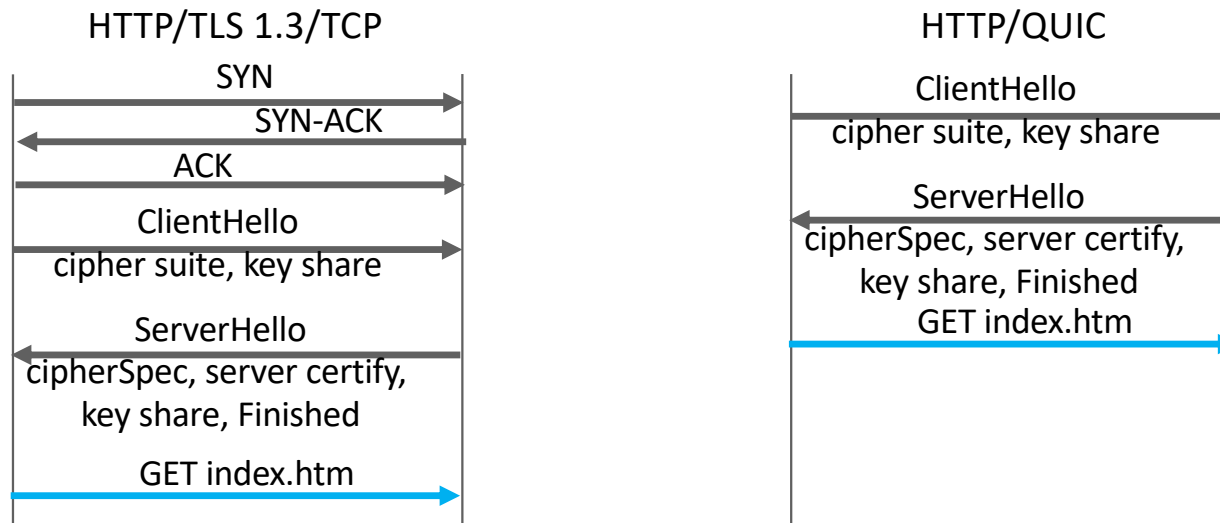 HTTP/TLS 1.3/TCP
SYN
SYN-ACK
ACK
ClientHello
cipher suite, key share
ServerHello
cipherSpec, server certify,
key share, Finished
GET index.htm
HTTP/QUIC
ClientHello
cipher suite, key share
ServerHello
cipherSpec, server certify,
key share, Finished
GET index.htm